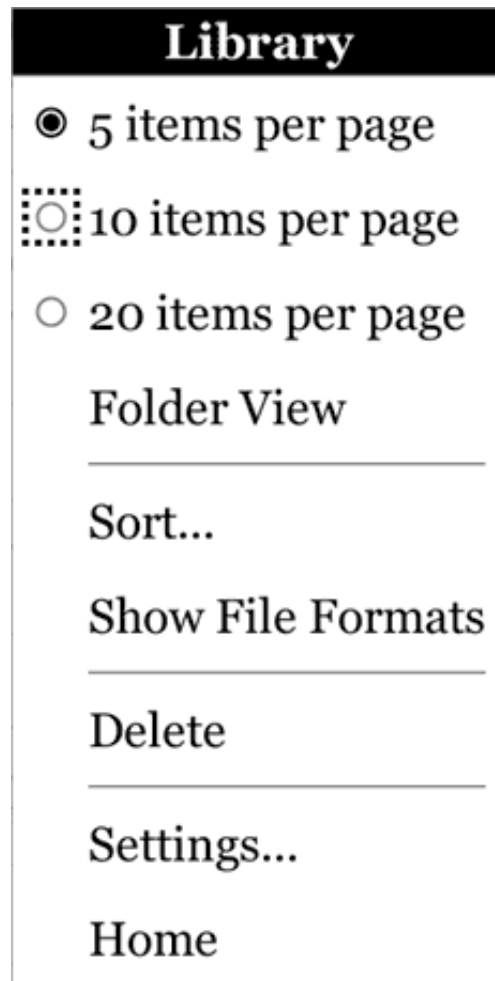 Library
5 items per page
10 items per page
20 items per page
Folder View
Sort...
Show File Formats
Delete
Settings...
Home